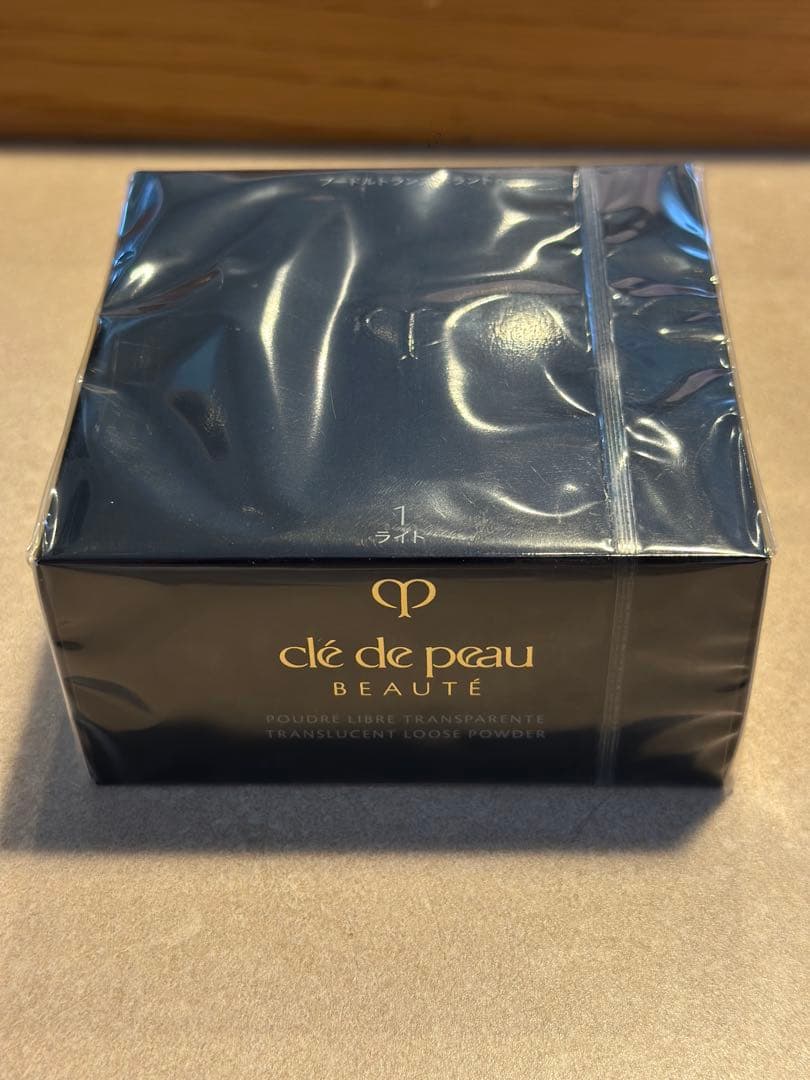 1
ライト
clé de peau
BEAUTÉ
POUDRE LIBRE TRANSPARENTE
TRANSLUCENT LOOSE POWDER